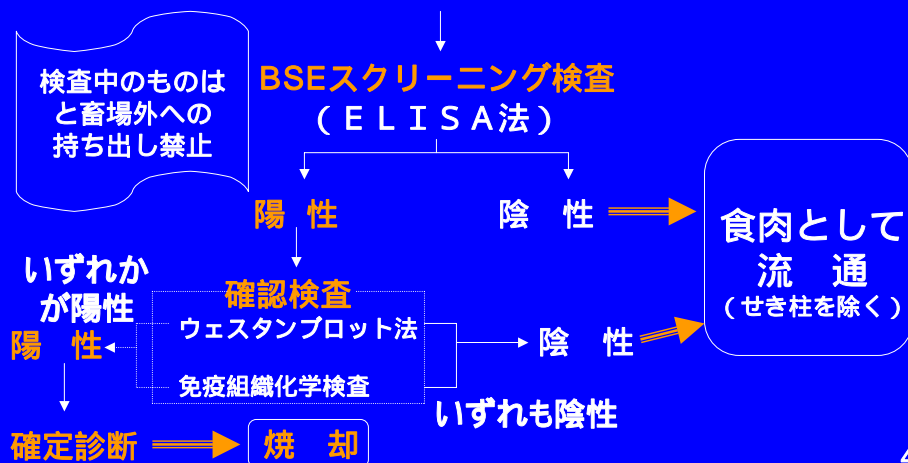 検査中のものは
と畜場外への
持ち出し禁止
BSEスクリーニング検査
（ＥＬＩＳＡ法）
陽 性
陰 性
食肉として
流 通
（せき柱を除く）
いずれか
が陽性
陽 性
確認検査
ウェスタンブロット法
免疫組織化学検査
陰 性
いずれも陰性
確定診断
焼 却